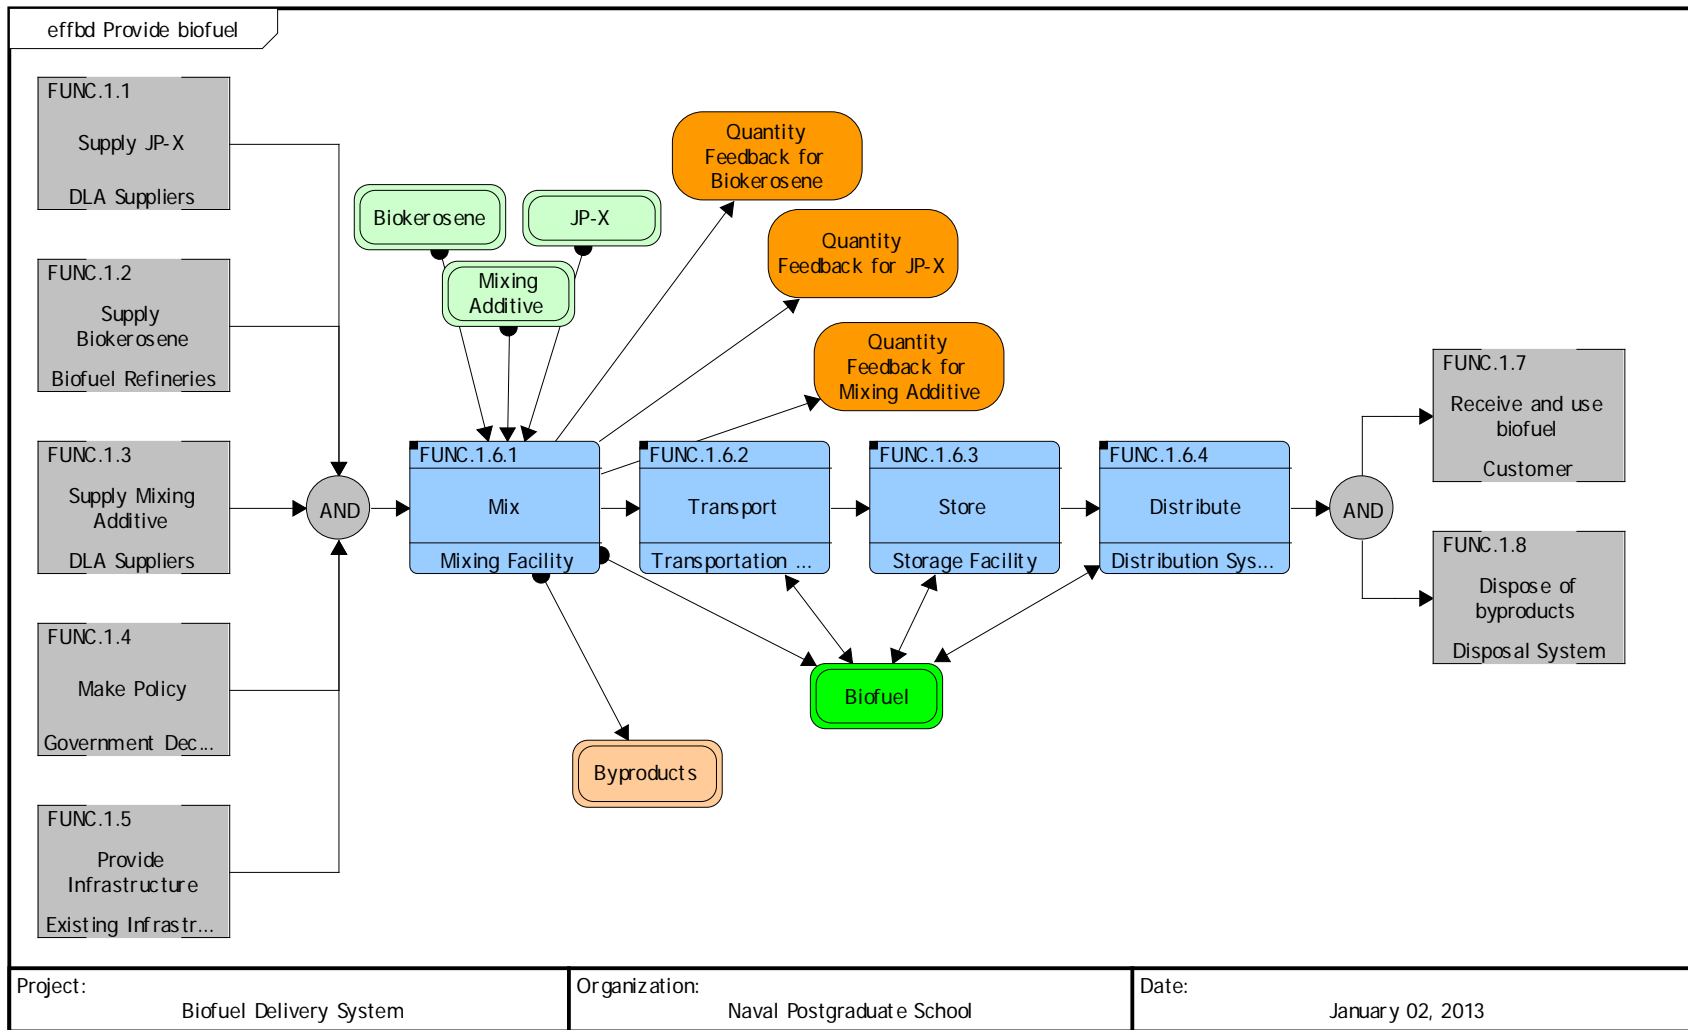 effbd Provide biofuel
FUNC.1.1
Supply JP-X
DLA Suppliers
FUNC.1.2
Supply
Biokerosene
Biofuel Refineries
FUNC.1.3
Supply Mixing
Additive
DLA Suppliers
FUNC.1.4
Make Policy
Government Dec...
FUNC.1.5
Provide
Infrastructure
Existing Infrastr...
AND
Biokerosene
JP-X
Mixing
Additive
Quantity
Feedback for
Biokerosene
Quantity
Feedback for JP-X
Quantity
Feedback for
Mixing Additive
FUNC.1.6.1
Mix
Mixing Facility
FUNC.1.6.2
Transport
Transportation ...
FUNC.1.6.3
Store
Storage Facility
FUNC.1.6.4
Distribute
Distribution Sys...
Biofuel
Byproducts
AND
FUNC.1.7
Receive and use
biofuel
Customer
FUNC.1.8
Dispose of
byproducts
Disposal System
Project:
Biofuel Delivery System
Organization:
Naval Postgraduate School
Date:
January 02, 2013